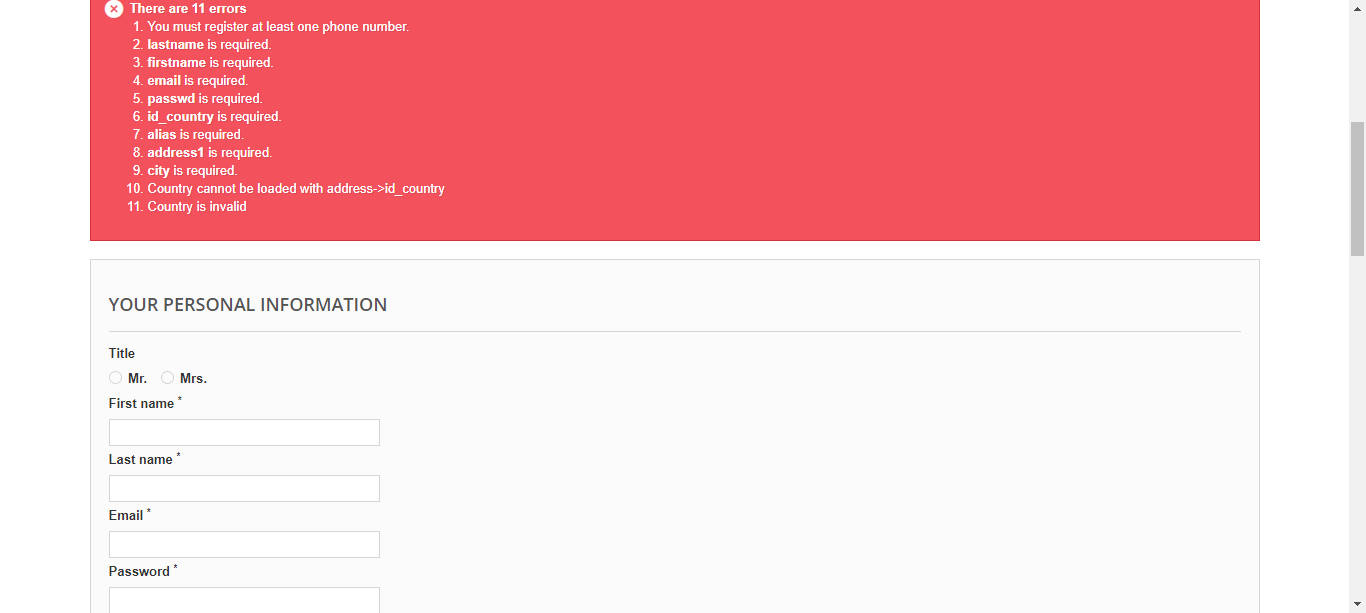 There are 11 errors
1. You must register at least one phone number.
2. lastname is required.
3. firstname is required.
4. email is required.
5. passwd is required.
6. id_country is required.
7. alias is required.
8. address1 is required.
9. city is required.
10. Country cannot be loaded with address->id_country
11. Country is invalid
YOUR PERSONAL INFORMATION
Title
Mr. Mrs.
First name *
Last name *
Email *
Password *